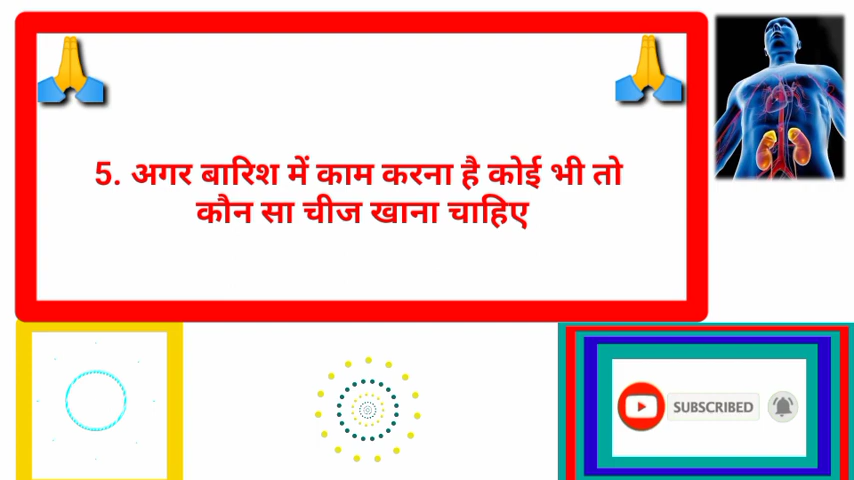 5. अगर बारिश में काम करना है कोई भी तो
कौन सा चीज खाना चाहिए
SUBSCRIBED